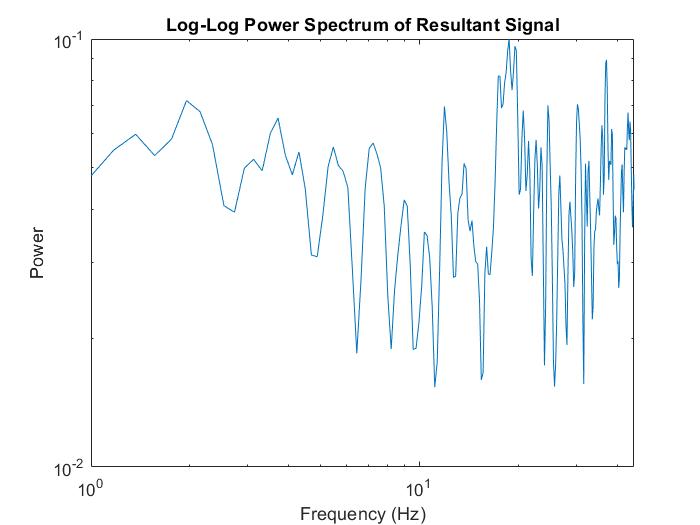 Log-Log Power Spectrum of Resultant Signal
10⁻¹
Power
10⁻²
10⁰ 10¹
Frequency (Hz)